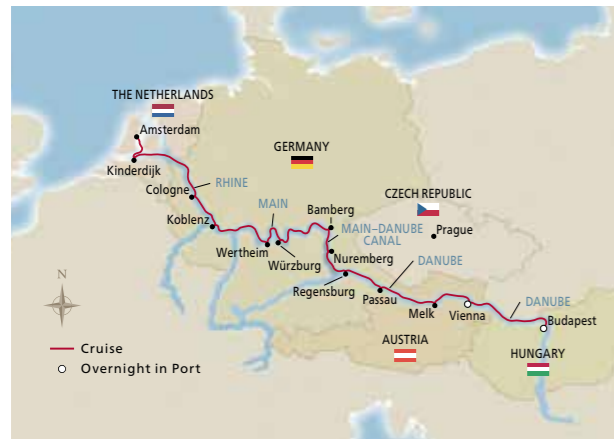 THE NETHERLANDS
Amsterdam
Kinderdijk
GERMANY
RHINE
Cologne
Koblenz
MAIN
Wertheim
Würzburg
Bamberg
MAIN–DANUBE
CANAL
CZECH REPUBLIC
Prague
Nuremberg
Regensburg
DANUBE
Passau
Melk
Vienna
DANUBE
Budapest
AUSTRIA
HUNGARY
N
Cruise
Overnight in Port